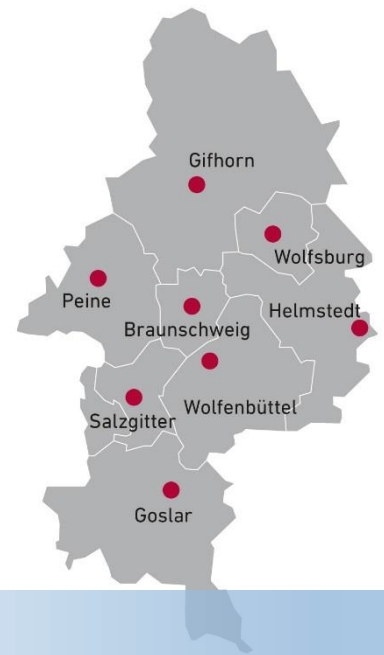 Gifhorn
Wolfsburg
Peine
Helmstedt
Braunschweig
Wolfenbüttel
Salzgitter
Goslar